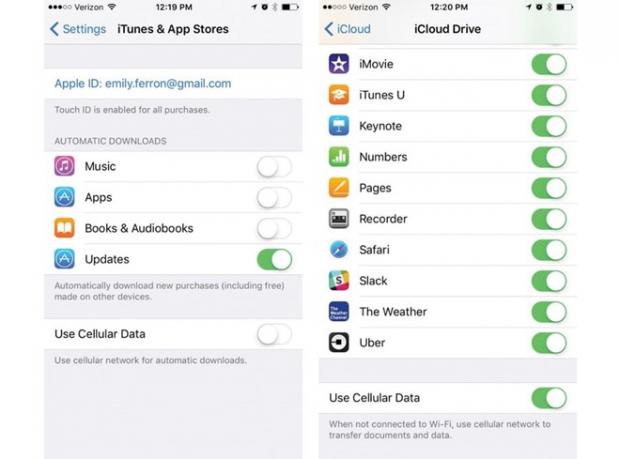 Verizon 12:19 PM
Settings iTunes & App Stores
Apple ID: emily.ferron@gmail.com
Touch ID is enabled for all purchases.
AUTOMATIC DOWNLOADS
Music
Apps
Books & Audiobooks
Updates
Automatically download new purchases (including free)
made on other devices.
Use Cellular Data
Use cellular network for automatic downloads.
Verizon 12:20 PM
iCloud iCloud Drive
iMovie
iTunes U
Keynote
Numbers
Pages
Recorder
Safari
Slack
The Weather
Uber
Use Cellular Data
When not connected to Wi-Fi, use cellular network to
transfer documents and data.